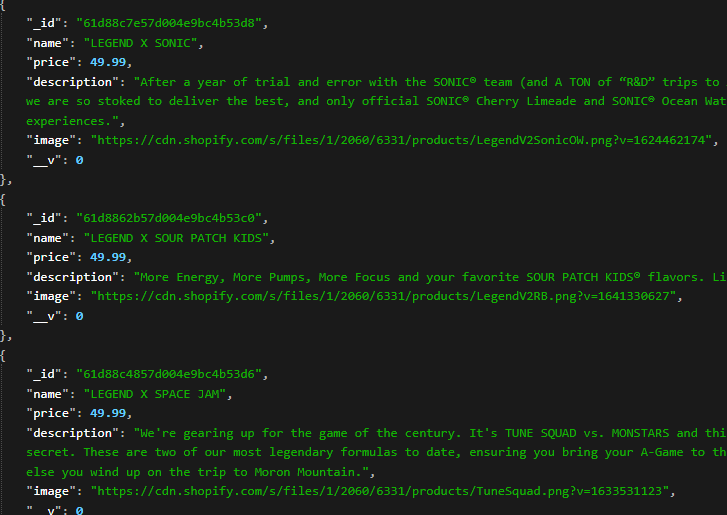 {
"_id": "61d88c7e57d004e9bc4b53d8",
"name": "LEGEND X SONIC",
"price": 49.99,
"description": "After a year of trial and error with the SONIC® team (and A TON of “R&D” trips to
we are so stoked to deliver the best, and only official SONIC® Cherry Limeade and SONIC® Ocean Wat
experiences.",
"image": "https://cdn.shopify.com/s/files/1/2060/6331/products/LegendV2SonicOW.png?v=1624462174",
"__v": 0
},
{
"_id": "61d8862b57d004e9bc4b53c0",
"name": "LEGEND X SOUR PATCH KIDS",
"price": 49.99,
"description": "More Energy, More Pumps, More Focus and your favorite SOUR PATCH KIDS® flavors. Li
"image": "https://cdn.shopify.com/s/files/1/2060/6331/products/LegendV2RB.png?v=1641330627",
"__v": 0
},
{
"_id": "61d88c4857d004e9bc4b53d6",
"name": "LEGEND X SPACE JAM",
"price": 49.99,
"description": "We're gearing up for the game of the century. It's TUNE SQUAD vs. MONSTARS and thi
secret. These are two of our most legendary formulas to date, ensuring you bring your A-Game to th
else you wind up on the trip to Moron Mountain.",
"image": "https://cdn.shopify.com/s/files/1/2060/6331/products/TuneSquad.png?v=1633531123",
"__v": 0